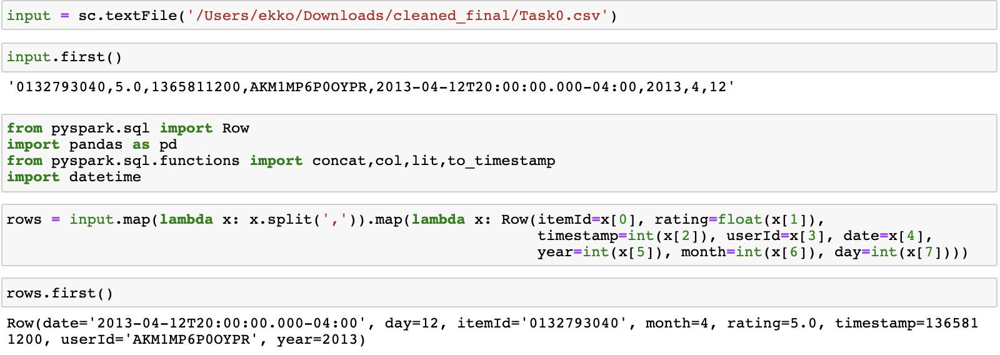 input = sc.textFile('/Users/ekko/Downloads/cleaned_final/Task0.csv')
input.first()
'0132793040,5.0,1365811200,AKM1MP6P0OYPR,2013-04-12T20:00:00.000-04:00,2013,4,12'
from pyspark.sql import Row
import pandas as pd
from pyspark.sql.functions import concat,col,lit,to_timestamp
import datetime
rows = input.map(lambda x: x.split(',')).map(lambda x: Row(itemId=x[0], rating=float(x[1]),
timestamp=int(x[2]), userId=x[3], date=x[4],
year=int(x[5]), month=int(x[6]), day=int(x[7])))
rows.first()
Row(date='2013-04-12T20:00:00.000-04:00', day=12, itemId='0132793040', month=4, rating=5.0, timestamp=136581
1200, userId='AKM1MP6P0OYPR', year=2013)